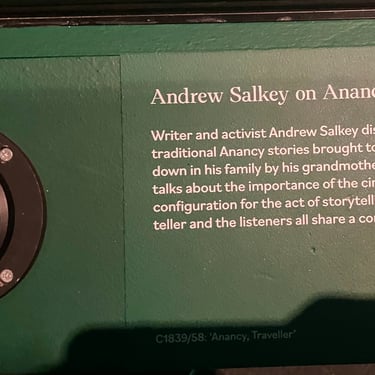 Andrew Salkey on Ananc
Writer and activist Andrew Salkey dis
traditional Anancy stories brought to
down in his family by his grandmothe
talks about the importance of the cir
configuration for the act of storytell
teller and the listeners all share a co
C1839/58: 'Anancy, Traveller'